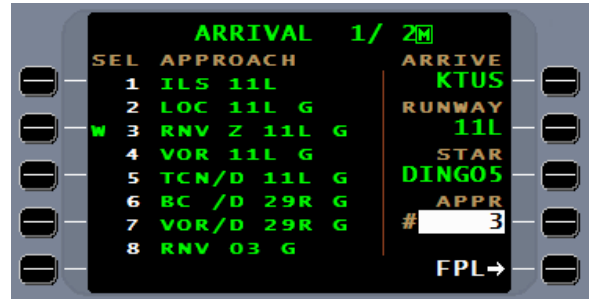 ARRIVAL 1/ 2M
SEL APPROACH ARRIVE
1 ILS 11L KTUS
2 LOC 11L G RUNWAY
W 3 RNV Z 11L G 11L
4 VOR 11L G STAR
5 TCN/D 11L G DINGO5
6 BC /D 29R G APPR
7 VOR/D 29R G # 3
8 RNV 03 G
FPL→